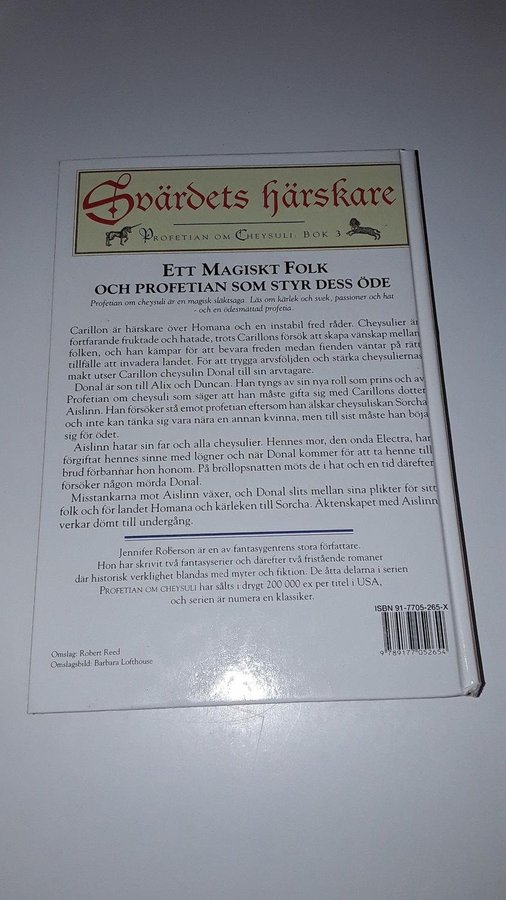 Svärdets härskare
PROFETIAN OM CHEYSULI: BOK 3
ETT MAGISKT FOLK
OCH PROFETIAN SOM STYR DESS ÖDE
Profetian om cheysuli är en magisk släktsaga. Läs om kärlek och svek, passioner och hat
- och en ödesmättad profetia.
Carillon är härskare över Homana och en instabil fred råder. Cheysulier är
fortfarande fruktade och hatade, trots Carillons försök att skapa vänskap mellan
folken, och han kämpar för att bevara freden medan fienden väntar på rätt
tillfälle att invadera landet. För att trygga arvsföljden och stärka cheysuliernas
makt utser Carillon cheysulin Donal till sin arvtagare.
Donal är son till Alix och Duncan. Han tyngs av sin nya roll som prins och av
Profetian om cheysuli som säger att han måste gifta sig med Carillons dotter
Aislinn. Han försöker stå emot profetian eftersom han älskar cheysuliskan Sorcha
och inte kan tänka sig vara nära en annan kvinna, men till sist måste han böja
sig för ödet.
Aislinn hatar sin far och alla cheysulier. Hennes mor, den onda Electra, har
förgiftat hennes sinne med lögner och när Donal kommer för att ta henne till
brud förbannar hon honom. På bröllopsnatten möts de i hat och en tid därefter
försöker någon mörda Donal.
Misstankarna mot Aislinn växer, och Donal slits mellan sina plikter för sitt
folk och för landet Homana och kärleken till Sorcha. Äktenskapet med Aislinn
verkar dömt till undergång.
Jennifer Roberson är en av fantasygenrens stora författare.
Hon har skrivit två fantasyserier och därefter två fristående romaner
där historisk verklighet blandas med myter och fiktion. De åtta delarna i serien
PROFETIAN OM CHEYSULI har sålts i drygt 200 000 ex per titel i USA,
och serien är numera en klassiker.
ISBN 91-7705-265-X
9 789177 052654
Omslag: Robert Reed
Omslagsbild: Barbara Lofthouse